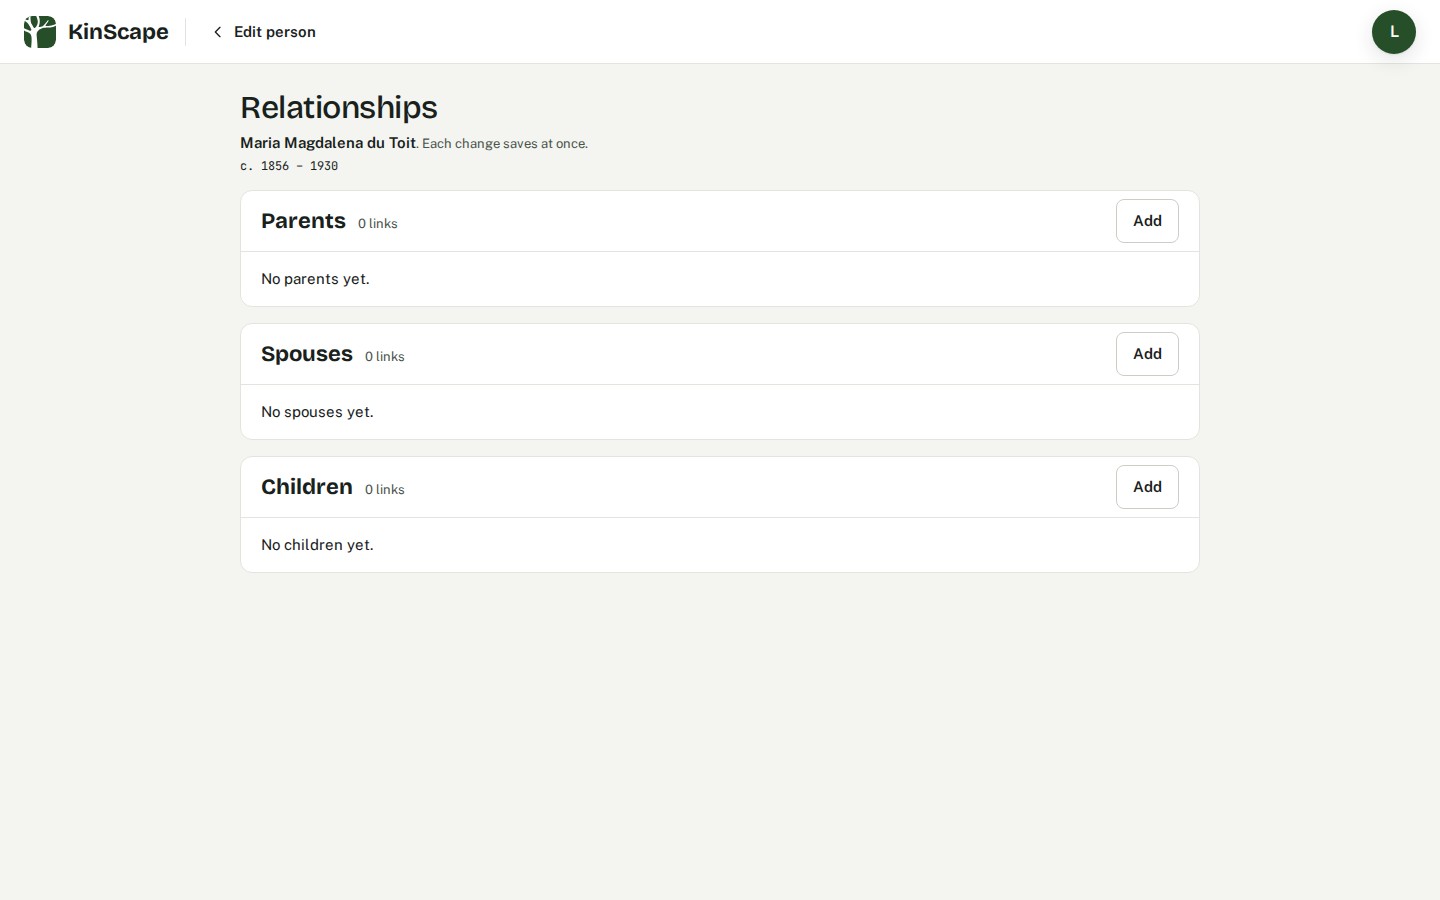 KinScape
Edit person
L
Relationships
Maria Magdalena du Toit. Each change saves at once.
c. 1856 – 1930
Parents 0 links
Add
No parents yet.
Spouses 0 links
Add
No spouses yet.
Children 0 links
Add
No children yet.